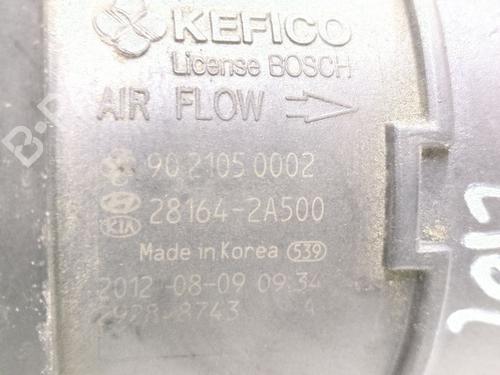 KEFICO
License BOSCH
AIR FLOW
90 2105 0002
28164-2A500
KIA
Made in Korea 539
2012-08-09 09:34